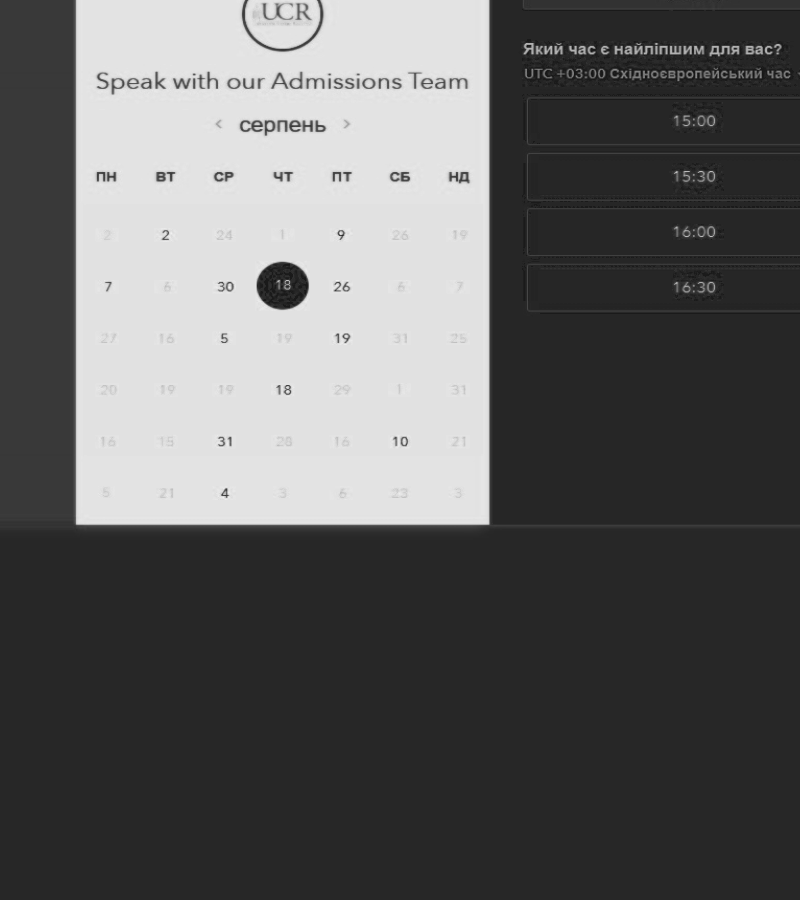 UCR
Speak with our Admissions Team
< серпень >
ПН ВТ СР ЧТ ПТ СБ НД
2 2 24 1 9 26 19
7 6 30 18 26 6 7
27 16 5 19 19 31 25
20 19 19 18 29 1 31
16 15 31 20 16 10 21
5 21 4 3 6 23 3
Який час є найліпшим для вас?
UTC +03:00 Східноєвропейський час
15:00
15:30
16:00
16:30